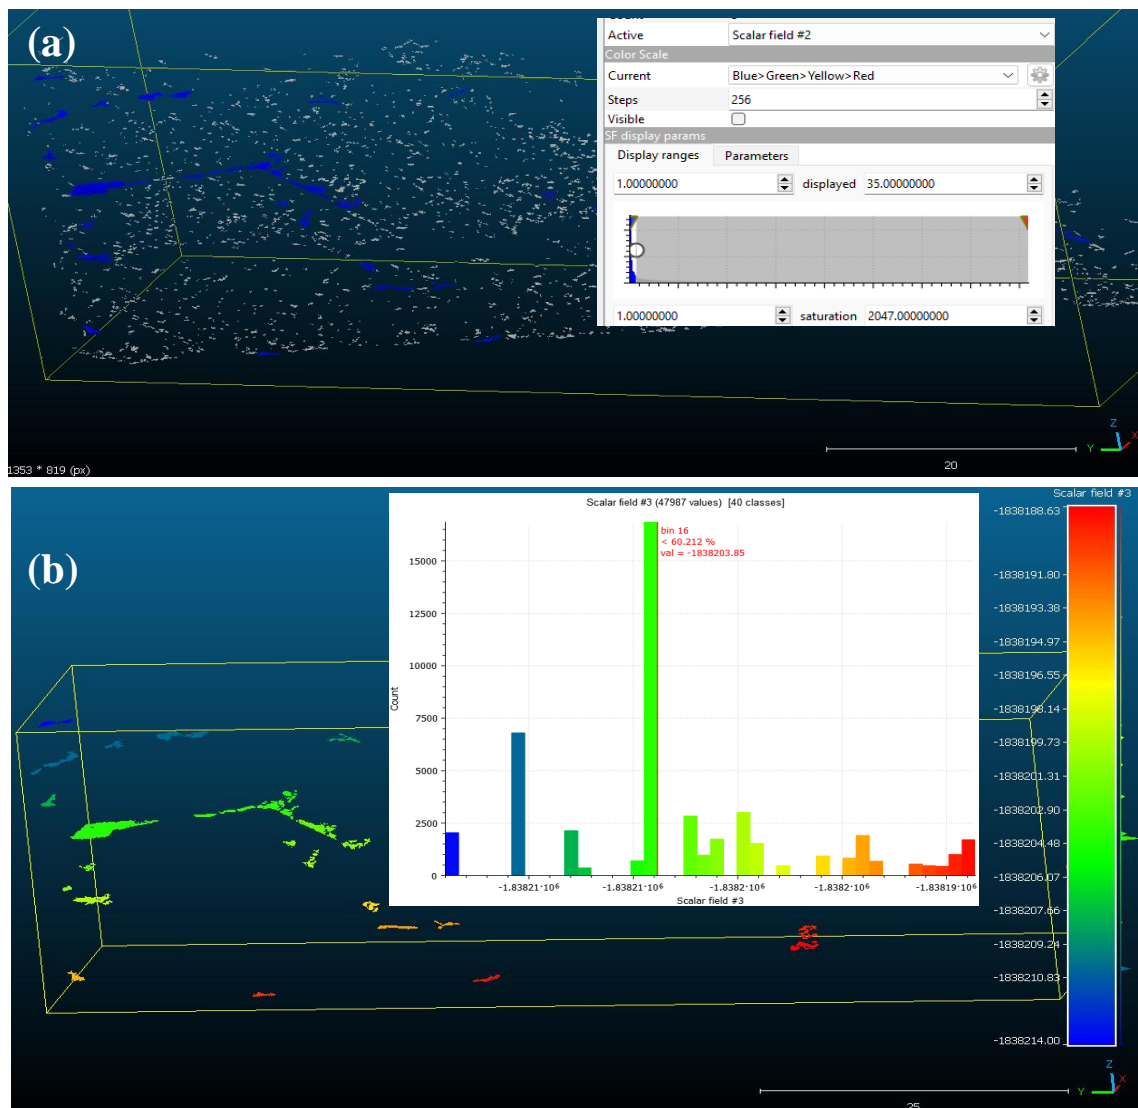 (a)
Active Scalar field #2
Color Scale
Current Blue>Green>Yellow>Red
Steps 256
Visible
SF display params
Display ranges Parameters
1.00000000 displayed 35.00000000
1.00000000 saturation 2047.00000000
Z
X
Y
20
1353 * 819 (px)
(b)
Scalar field #3 (47987 values) [40 classes]
bin 16
< 60.212 %
val = -1838203.85
Count
15000
12500
10000
7500
5000
2500
0
-1.83821·10⁶ -1.83821·10⁶ -1.8382·10⁶ -1.8382·10⁶ -1.83819·10⁶
Scalar field #3
Scalar field #3
-1838188.63
-1838191.80
-1838193.38
-1838194.97
-1838196.55
-1838198.14
-1838199.73
-1838201.31
-1838202.90
-1838204.48
-1838206.07
-1838207.66
-1838209.24
-1838210.83
-1838214.00
Z
X
Y
25